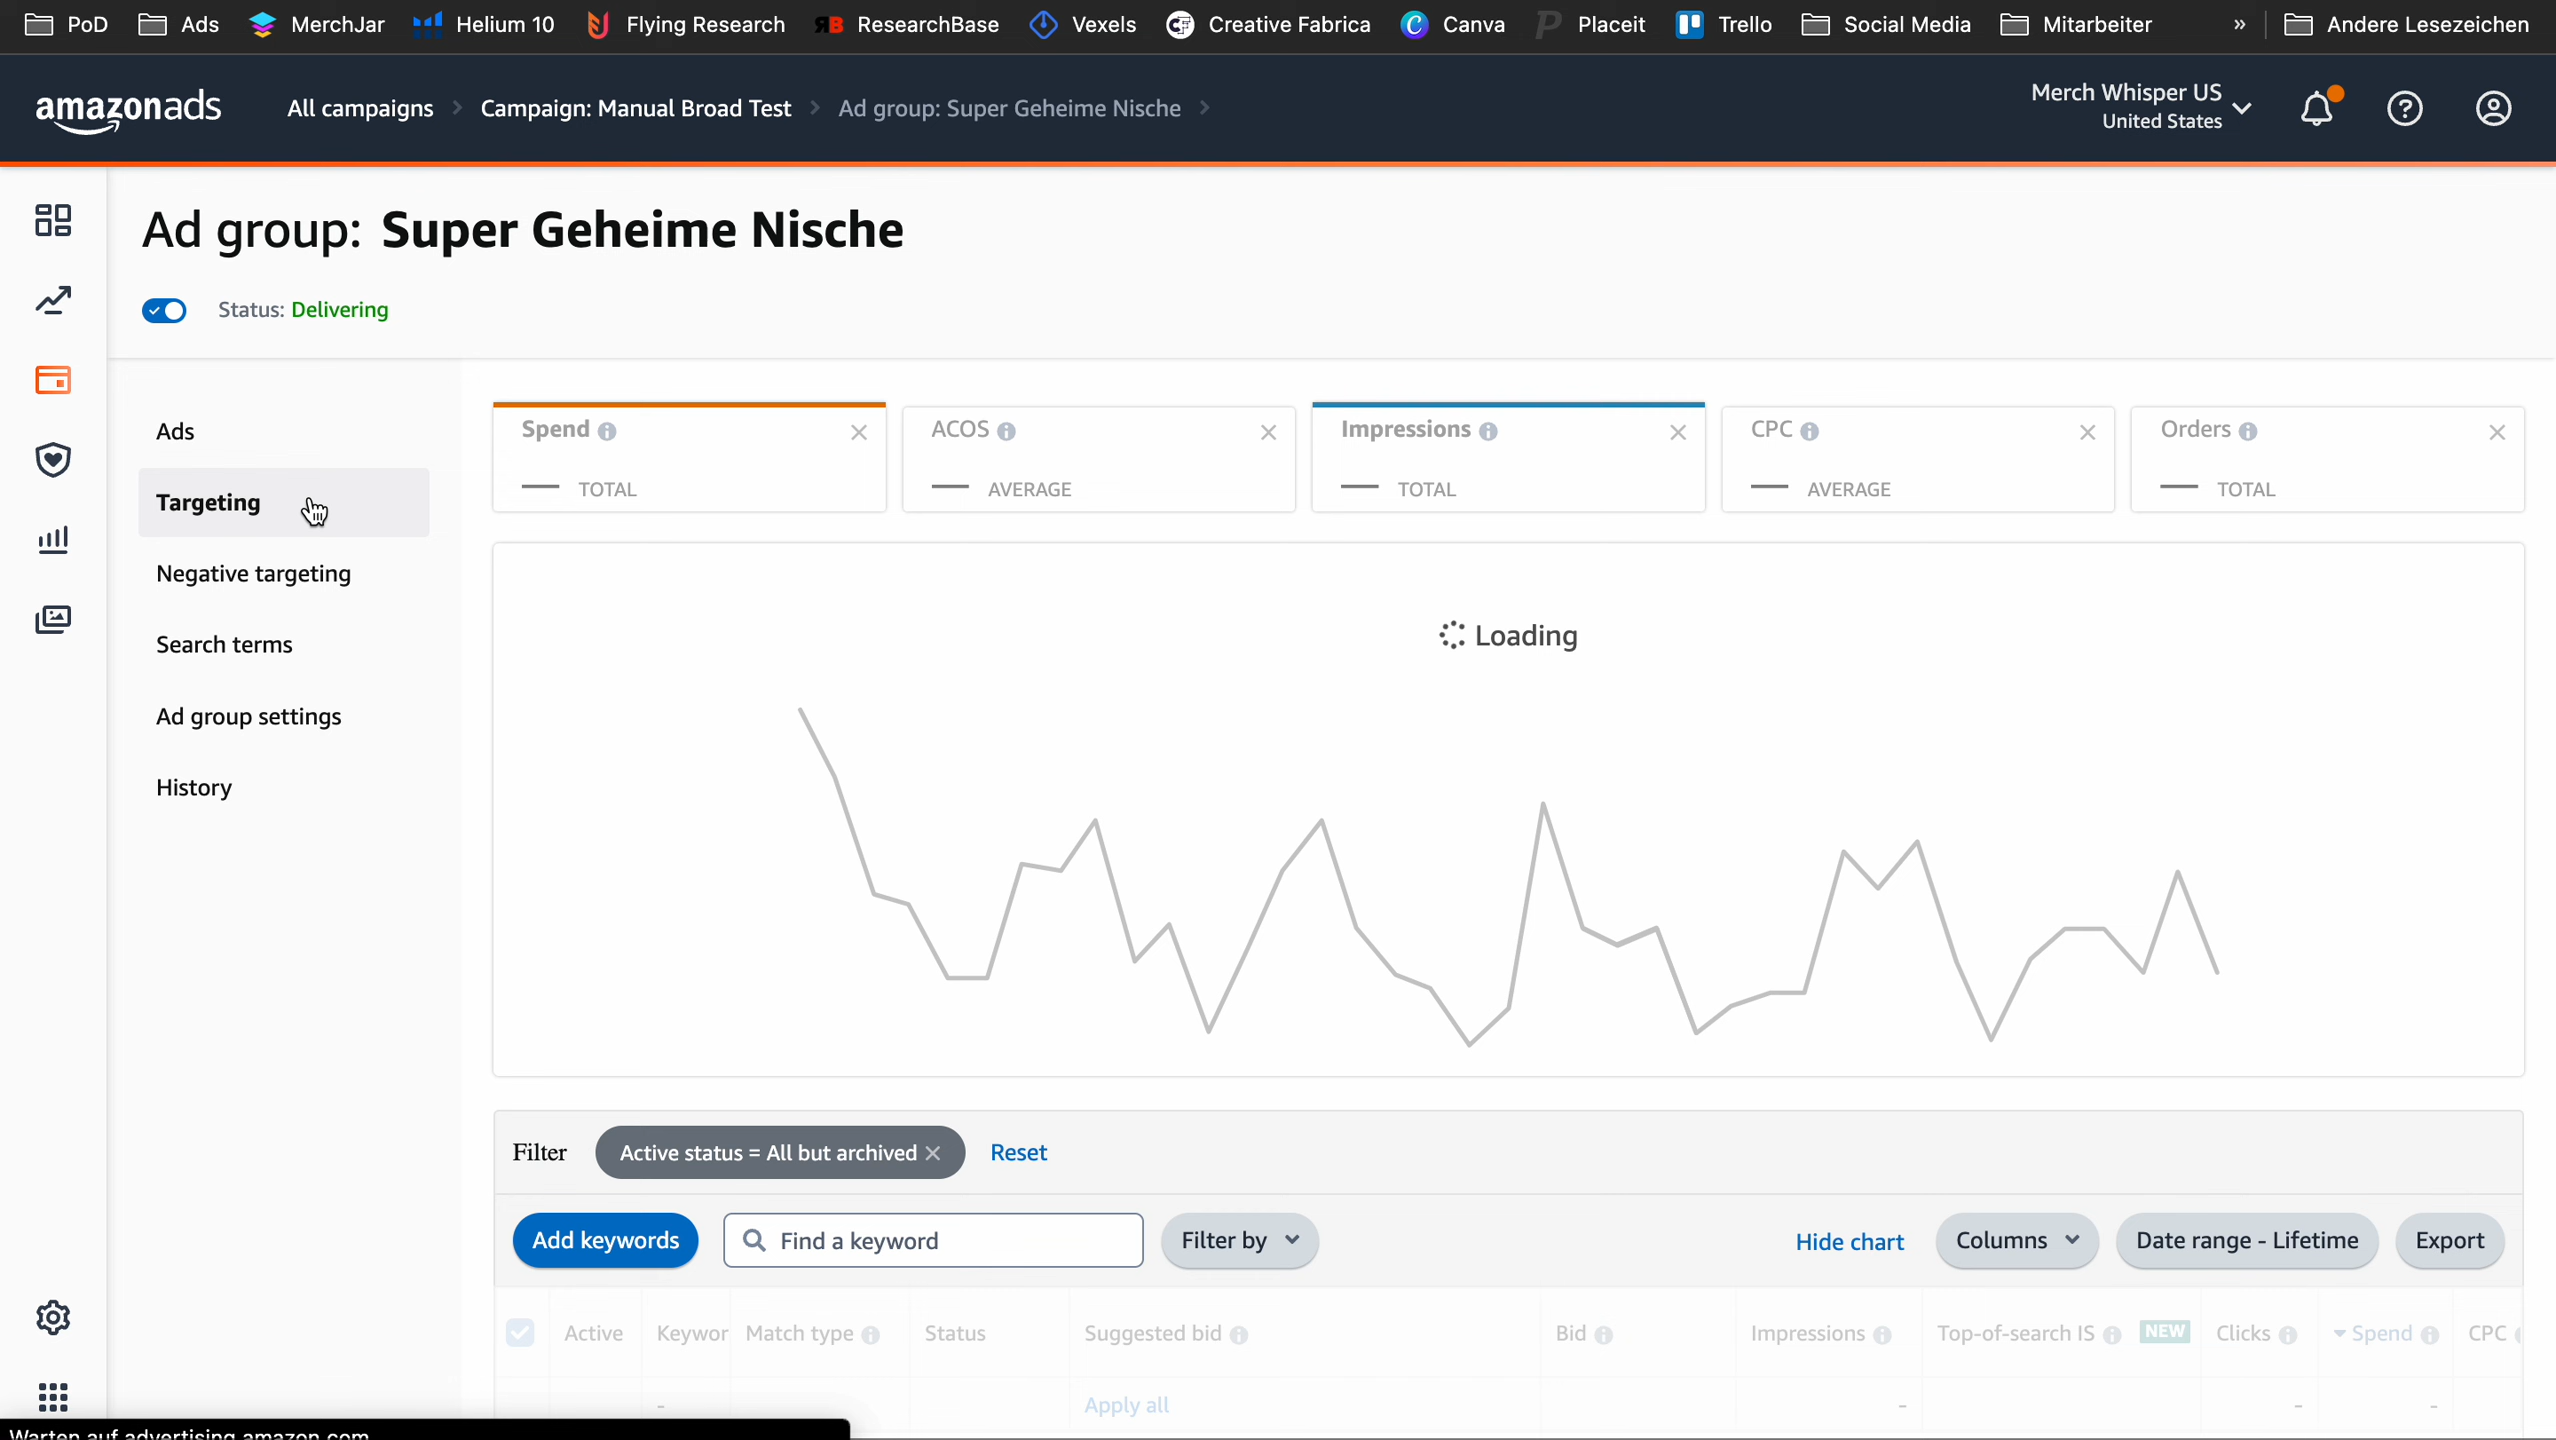 PoD Ads MerchJar Helium 10 Flying Research ResearchBase Vexels Creative Fabrica Canva Placeit Trello Social Media Mitarbeiter » Andere Lesezeichen
amazonads All campaigns Campaign: Manual Broad Test Ad group: Super Geheime Nische
Merch Whisper US
United States
Ad group: Super Geheime Nische
Status: Delivering
Ads
Targeting
Negative targeting
Search terms
Ad group settings
History
Spend ACOS Impressions CPC Orders
— TOTAL — AVERAGE — TOTAL — AVERAGE — TOTAL
Loading
Filter Active status = All but archived Reset
Add keywords Find a keyword Filter by Hide chart Columns Date range - Lifetime Export
Active Keywor Match type Status Suggested bid Bid Impressions Top-of-search IS NEW Clicks Spend CPC
- Apply all - - -
Warten auf advertising.amazon.com